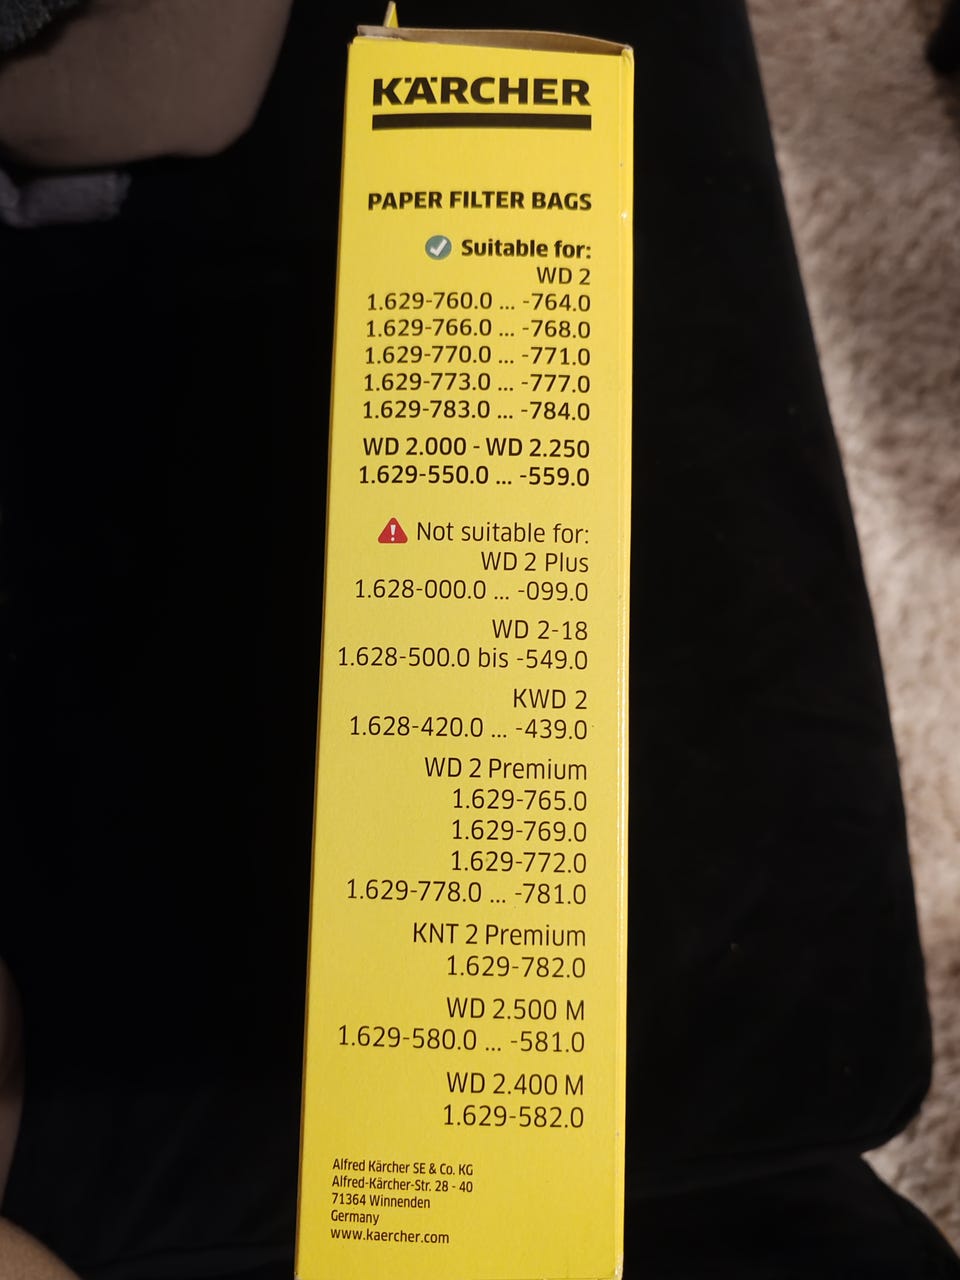 KÄRCHER
PAPER FILTER BAGS
Suitable for:
WD 2
1.629-760.0 ... -764.0
1.629-766.0 ... -768.0
1.629-770.0 ... -771.0
1.629-773.0 ... -777.0
1.629-783.0 ... -784.0
WD 2.000 - WD 2.250
1.629-550.0 ... -559.0
Not suitable for:
WD 2 Plus
1.628-000.0 ... -099.0
WD 2-18
1.628-500.0 bis -549.0
KWD 2
1.628-420.0 ... -439.0
WD 2 Premium
1.629-765.0
1.629-769.0
1.629-772.0
1.629-778.0 ... -781.0
KNT 2 Premium
1.629-782.0
WD 2.500 M
1.629-580.0 ... -581.0
WD 2.400 M
1.629-582.0
Alfred Kärcher SE & Co. KG
Alfred-Kärcher-Str. 28 - 40
71364 Winnenden
Germany
www.kaercher.com